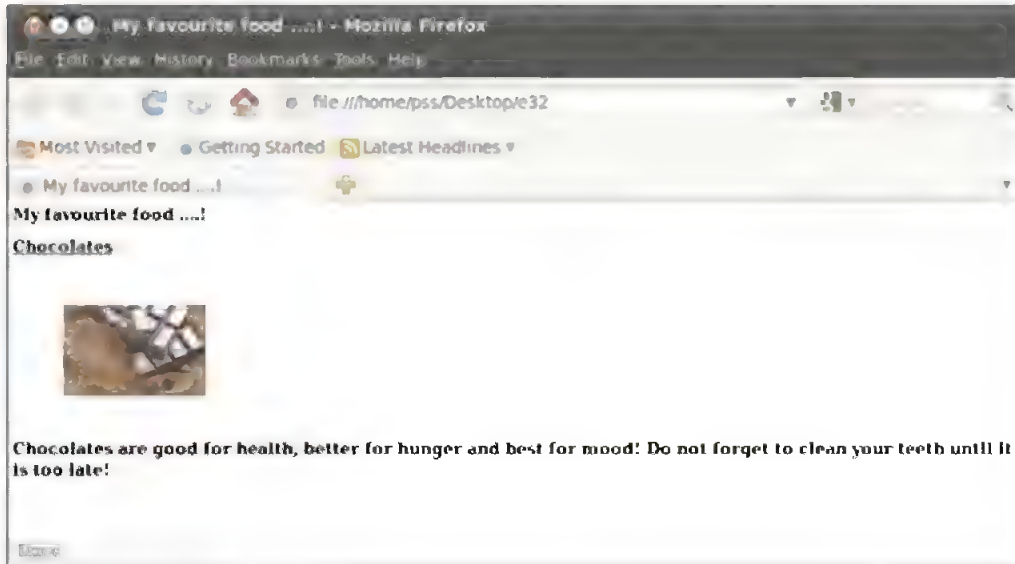 My favourite food ....! - Mozilla Firefox
File Edit View History Bookmarks Tools Help
file:///home/pss/Desktop/e32
Most Visited Getting Started Latest Headlines
My favourite food ....!
My favourite food ....!
Chocolates
Chocolates are good for health, better for hunger and best for mood! Do not forget to clean your teeth until it
is too late!